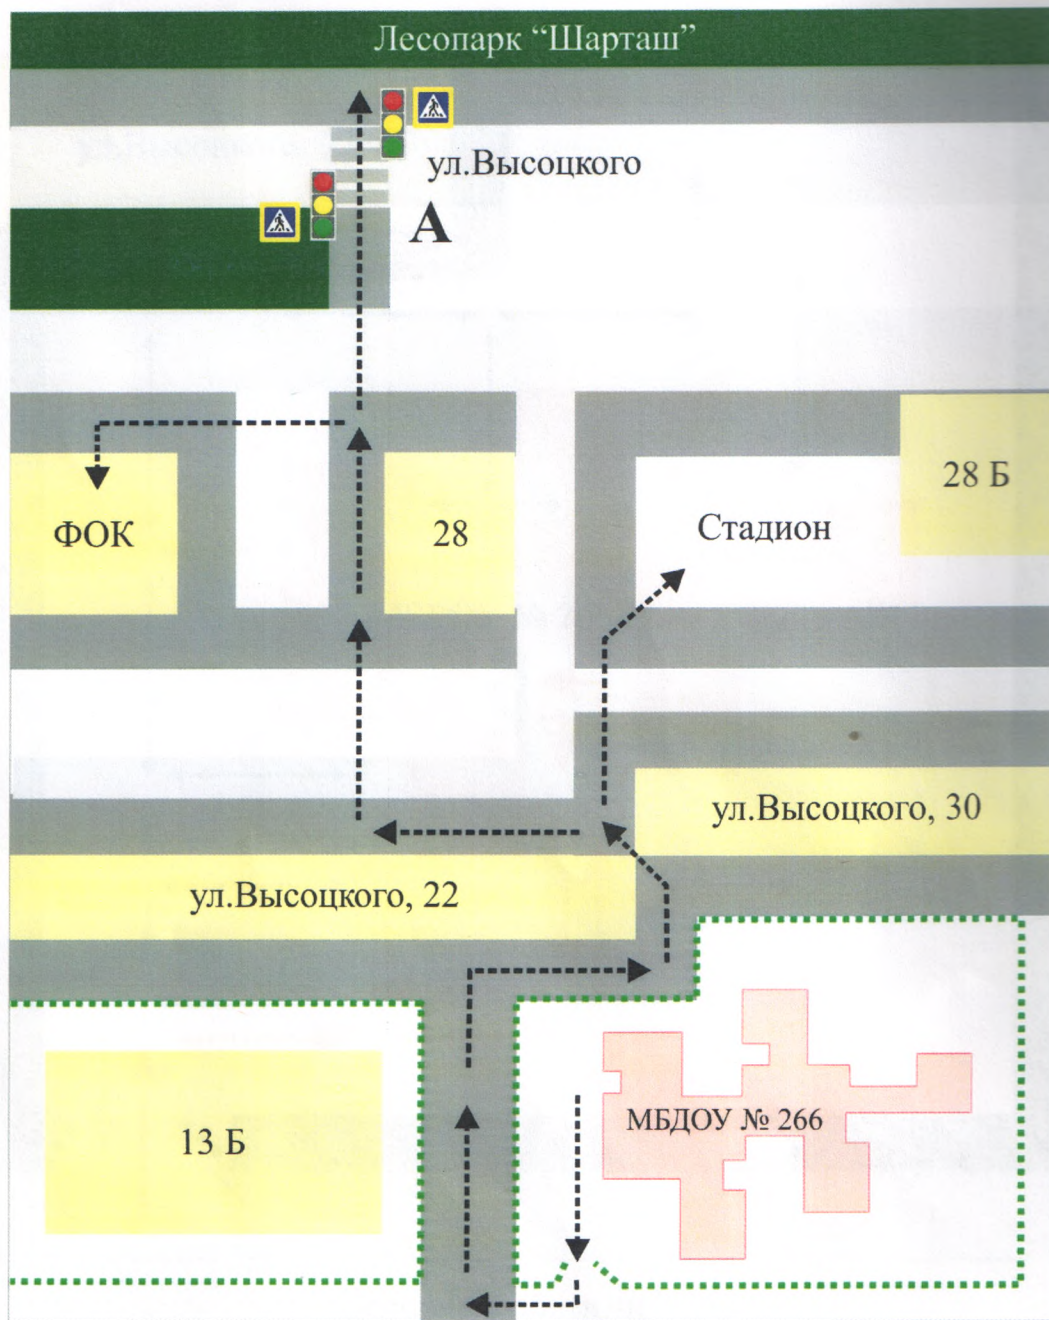 Лесопарк “Шарташ”
ул.Высоцкого
А
ФОК
28
Стадион
28 Б
ул.Высоцкого, 30
ул.Высоцкого, 22
13 Б
МБДОУ № 266